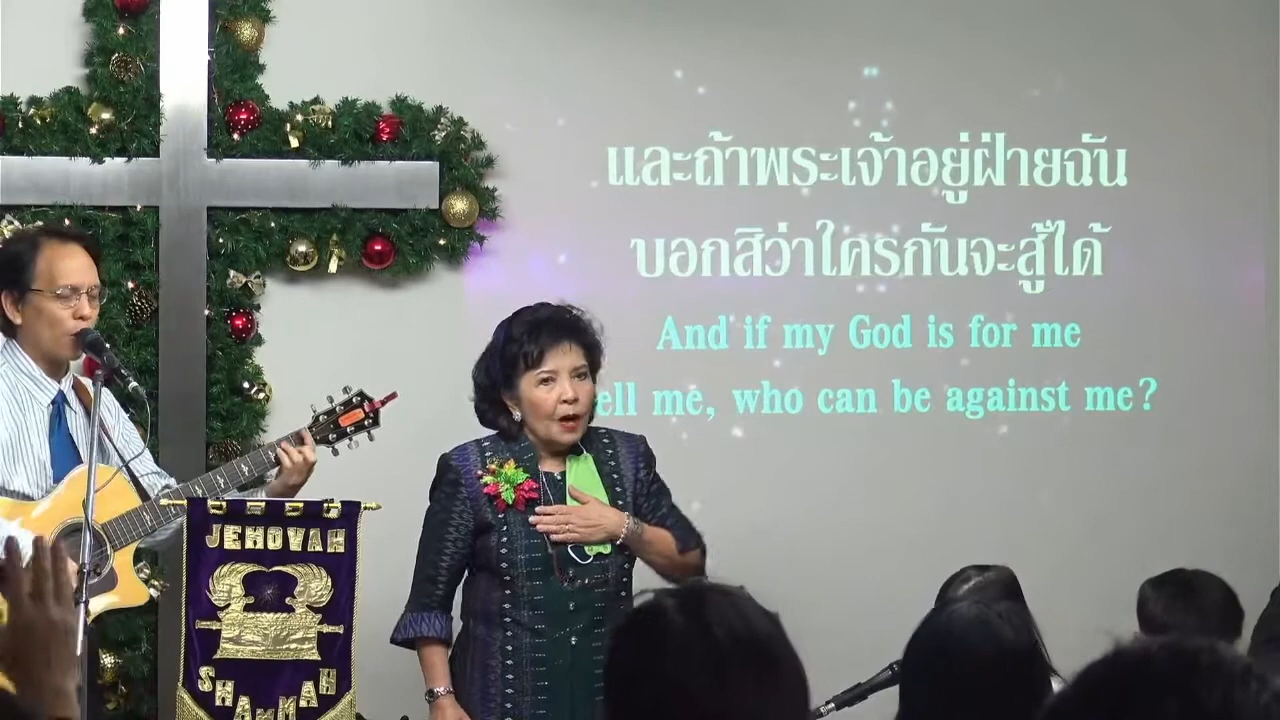 และถ้าพระเจ้าอยู่ฝ่ายฉัน
บอกสิว่าใครกันจะสู้ได้
And if my God is for me
ell me, who can be against me?
JEHOVAH
SHAMMAH